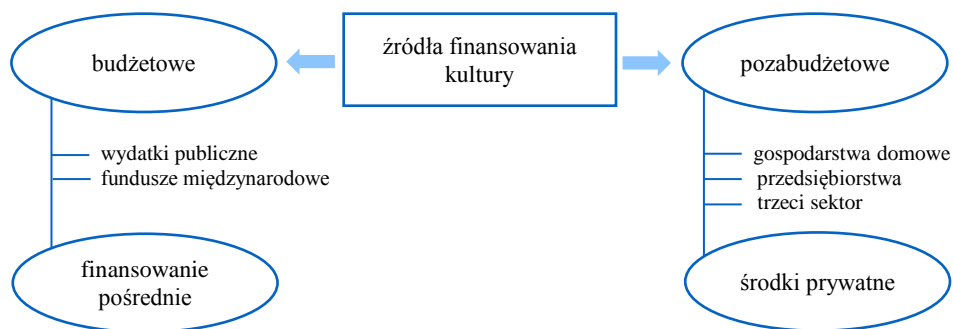 źródła finansowania
kultury
budżetowe
pozabudżetowe
wydatki publiczne
fundusze międzynarodowe
gospodarstwa domowe
przedsiębiorstwa
trzeci sektor
finansowanie
pośrednie
środki prywatne